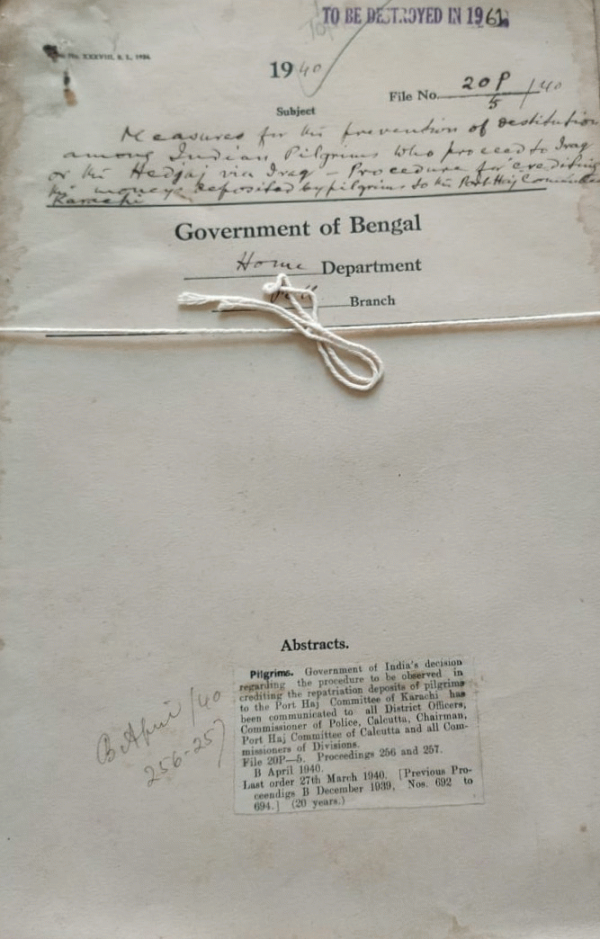 TO BE DESTROYED IN 1961
No. XXXVIII, B. L. 1936
1940
File No. 20P/5/40
Subject
Measures for the prevention of destitution
among Indian Pilgrims who proceed to Iraq
or the Hedjaj via Iraq - Procedure for crediting
the moneys deposited by pilgrims to the Port Haj Committee
Karachi
Government of Bengal
Home Department
Branch
Abstracts.
Pilgrims. Government of India's decision
regarding the procedure to be observed in
crediting the repatriation deposits of pilgrims
to the Port Haj Committee of Karachi has
been communicated to all District Officers,
Commissioner of Police, Calcutta, Chairman,
Port Haj Committee of Calcutta and all Com-
missioners of Divisions.
File 20P—5. Proceedings 256 and 257.
B April 1940.
Last order 27th March 1940. [Previous Pro-
ceendigs B December 1939, Nos. 692 to
694.] (20 years.)
B April/40
256-257